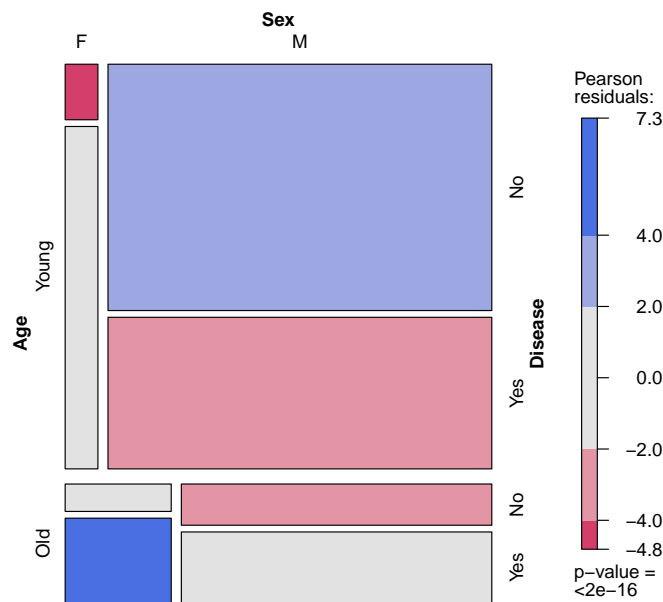 Sex
F M
Age
Young
Old
No
Yes
No
Yes
Disease
Pearson
residuals:
7.3
4.0
2.0
0.0
−2.0
−4.0
−4.8
p−value =
<2e−16